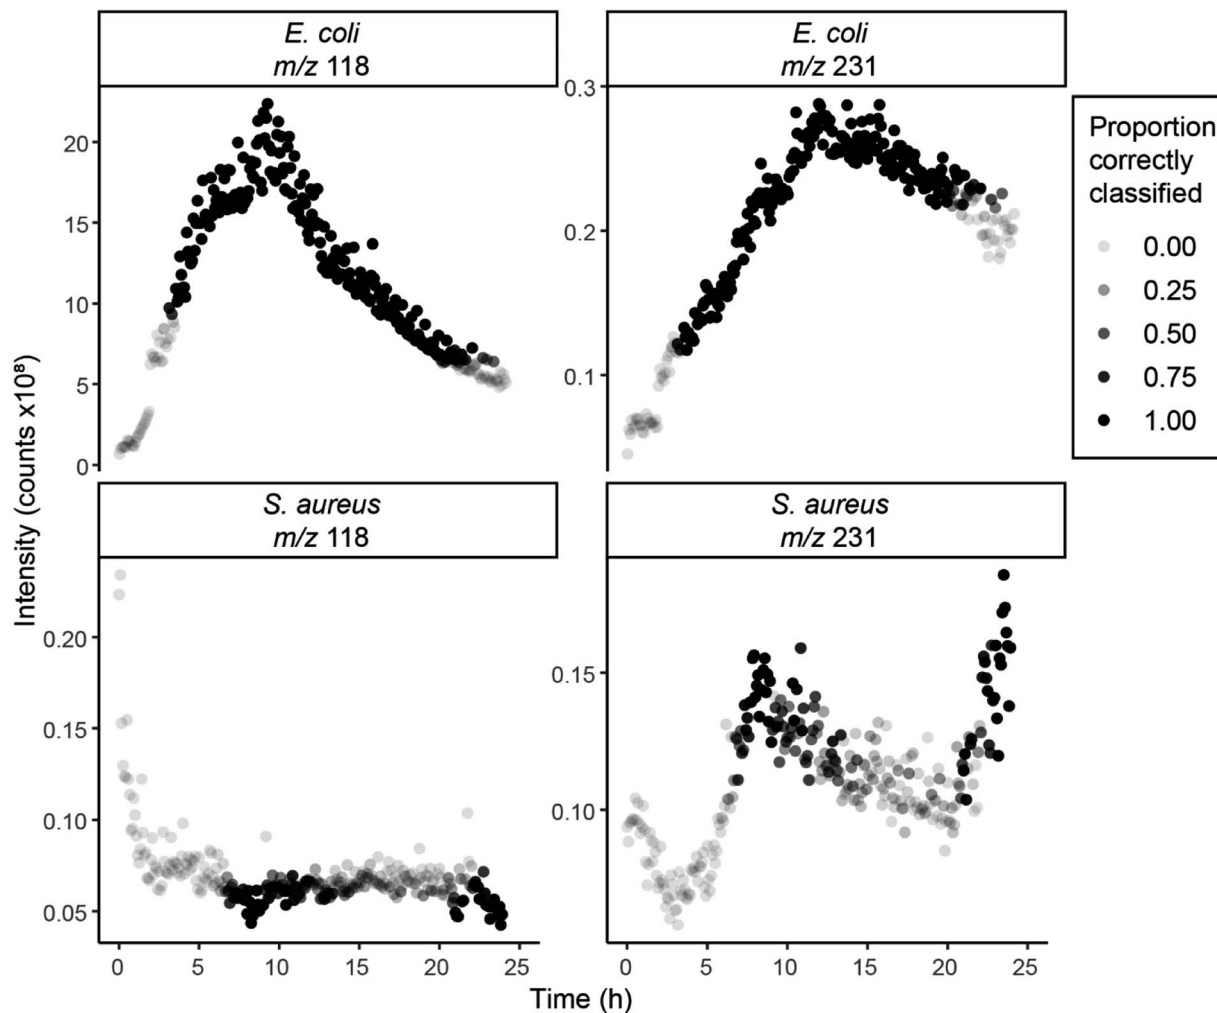 E. coli
m/z 118
E. coli
m/z 231
20
15
10
5
0
0.3
0.2
0.1
Proportion
correctly
classified
0.00
0.25
0.50
0.75
1.00
Intensity (counts x10⁸)
S. aureus
m/z 118
S. aureus
m/z 231
0.20
0.15
0.10
0.05
0.15
0.10
0 5 10 15 20 25
0 5 10 15 20 25
Time (h)